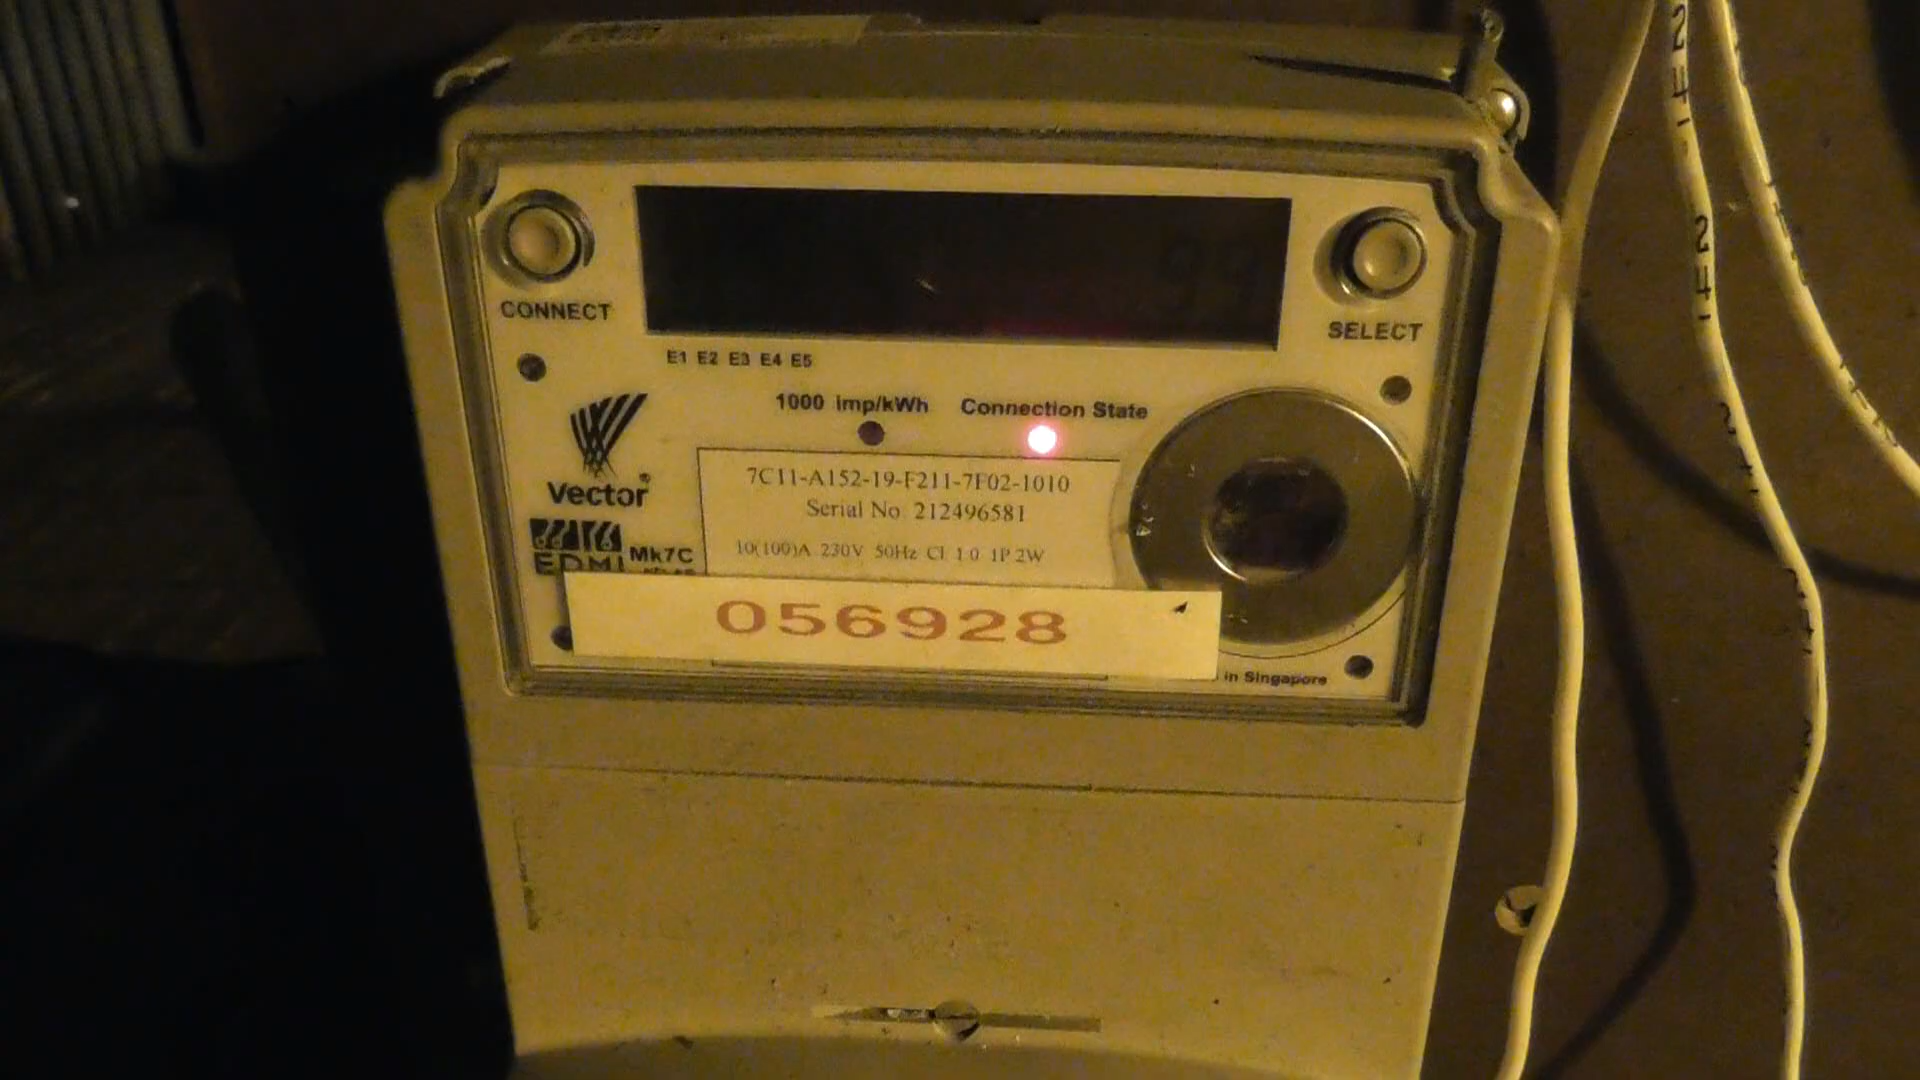 99
CONNECT
SELECT
E1 E2 E3 E4 E5
1000 imp/kWh
Connection State
Vector®
EDMI Mk7C
7C11-A152-19-F211-7F02-1010
Serial No 212496581
10(100)A 230V 50Hz Cl. 1.0 1P 2W
056928
in Singapore